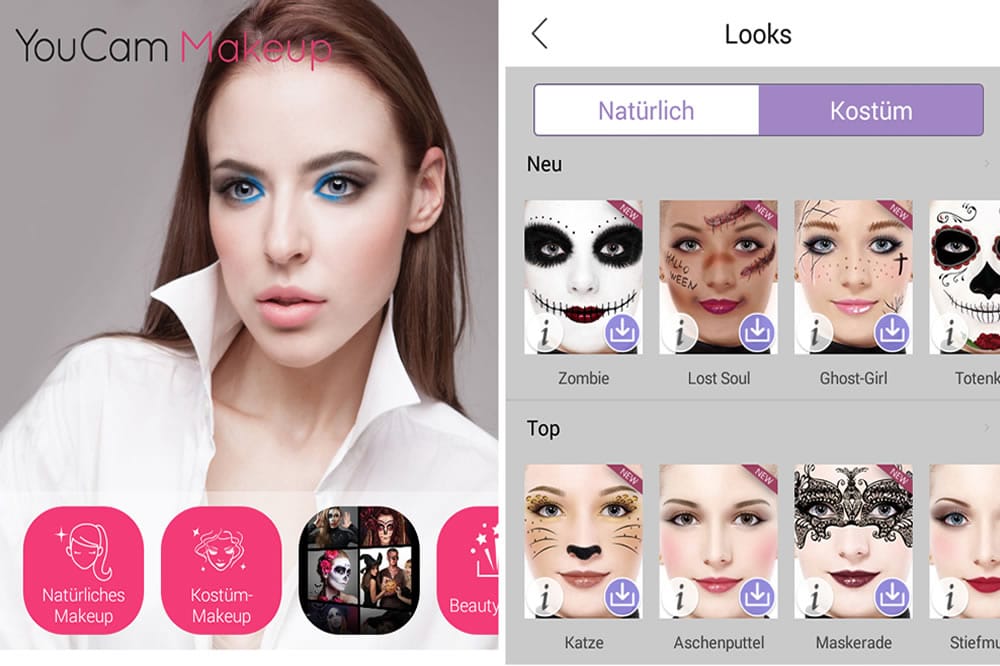 YouCam Makeup
Natürliches
Makeup
Kostüm-
Makeup
Beauty
Looks
Natürlich
Kostüm
Neu
NEW
NEW
NEW
HALLO
WEEN
i
i
i
Zombie
Lost Soul
Ghost-Girl
Totenk
Top
NEW
NEW
NEW
i
i
i
i
Katze
Aschenputtel
Maskerade
Stiefmu